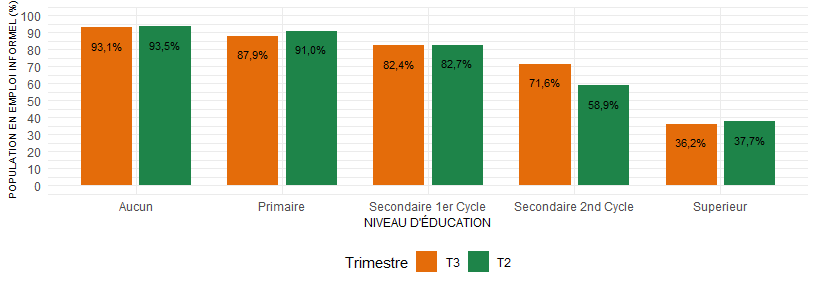 POPULATION EN EMPLOI INFORMEL (%)
100
90
80
70
60
50
40
30
20
10
0
93,1% 93,5% 87,9% 91,0% 82,4% 82,7% 71,6% 58,9% 36,2% 37,7%
Aucun Primaire Secondaire 1er Cycle Secondaire 2nd Cycle Superieur
NIVEAU D'ÉDUCATION
Trimestre T3 T2